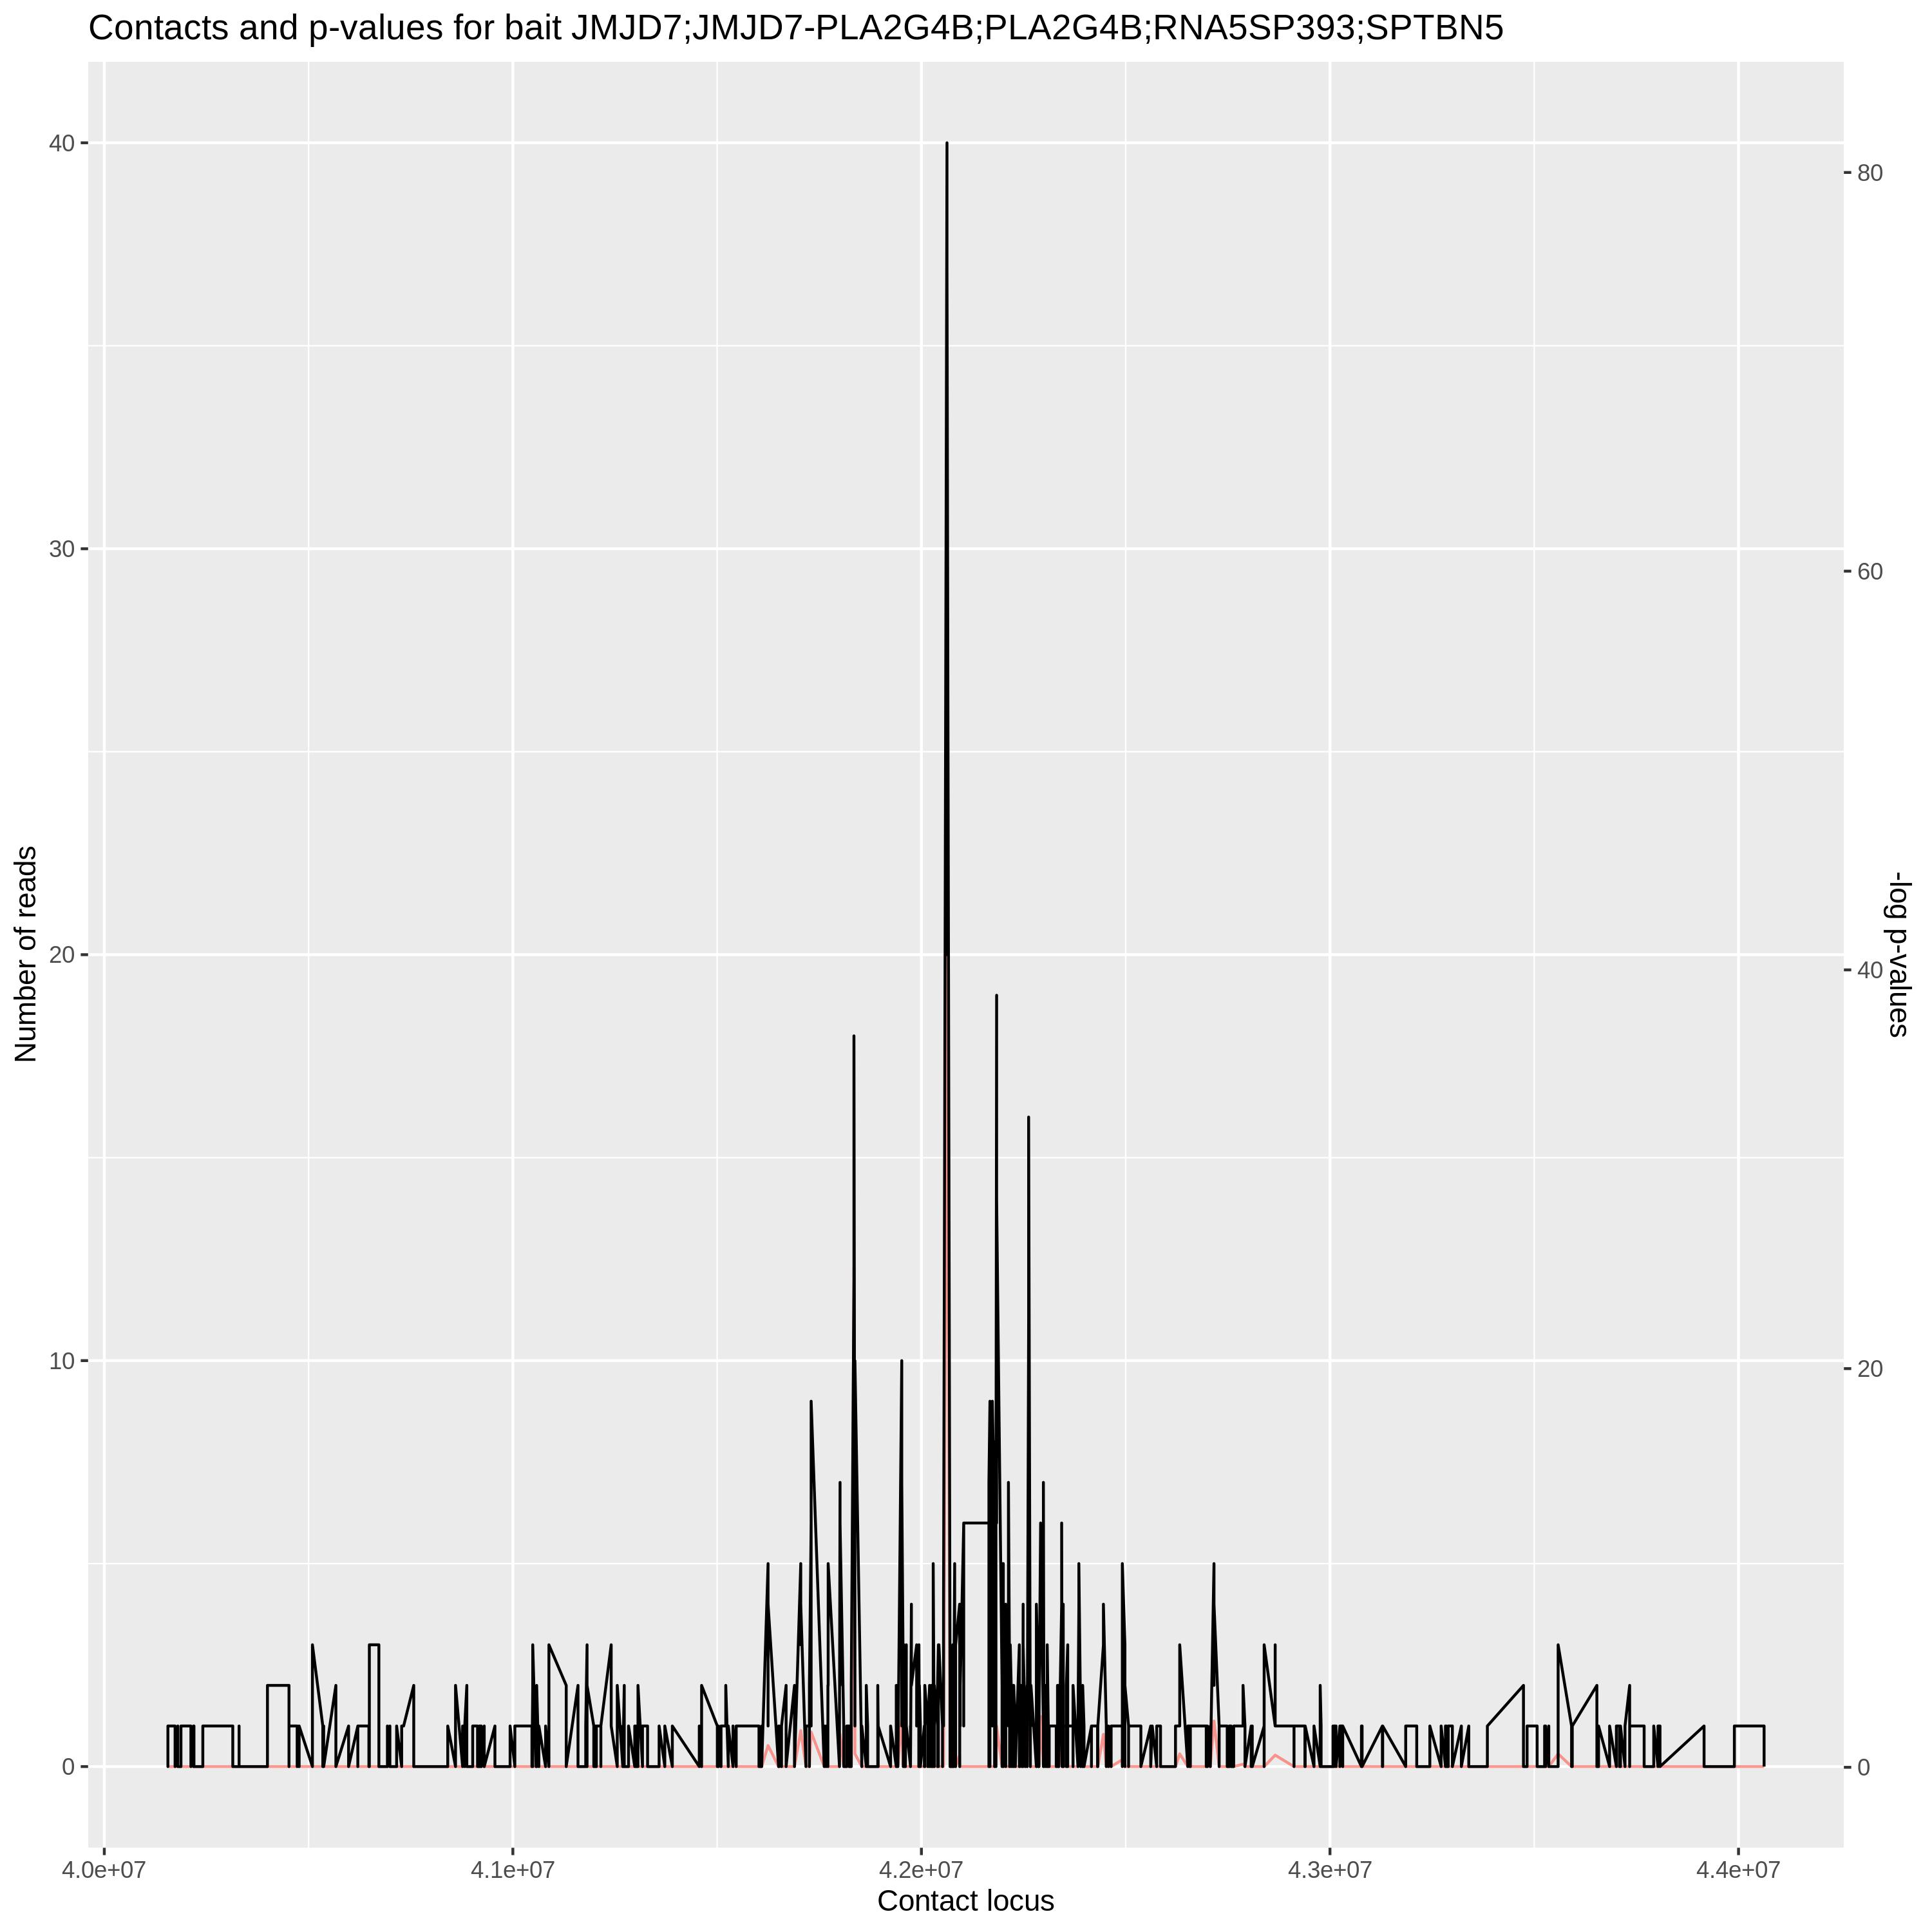 Contacts and p-values for bait JMJD7;JMJD7-PLA2G4B;PLA2G4B;RNA5SP393;SPTBN5
40
30
20
10
0
Number of reads
80
60
40
20
0
-log p-values
4.0e+07 4.1e+07 4.2e+07 4.3e+07 4.4e+07
Contact locus